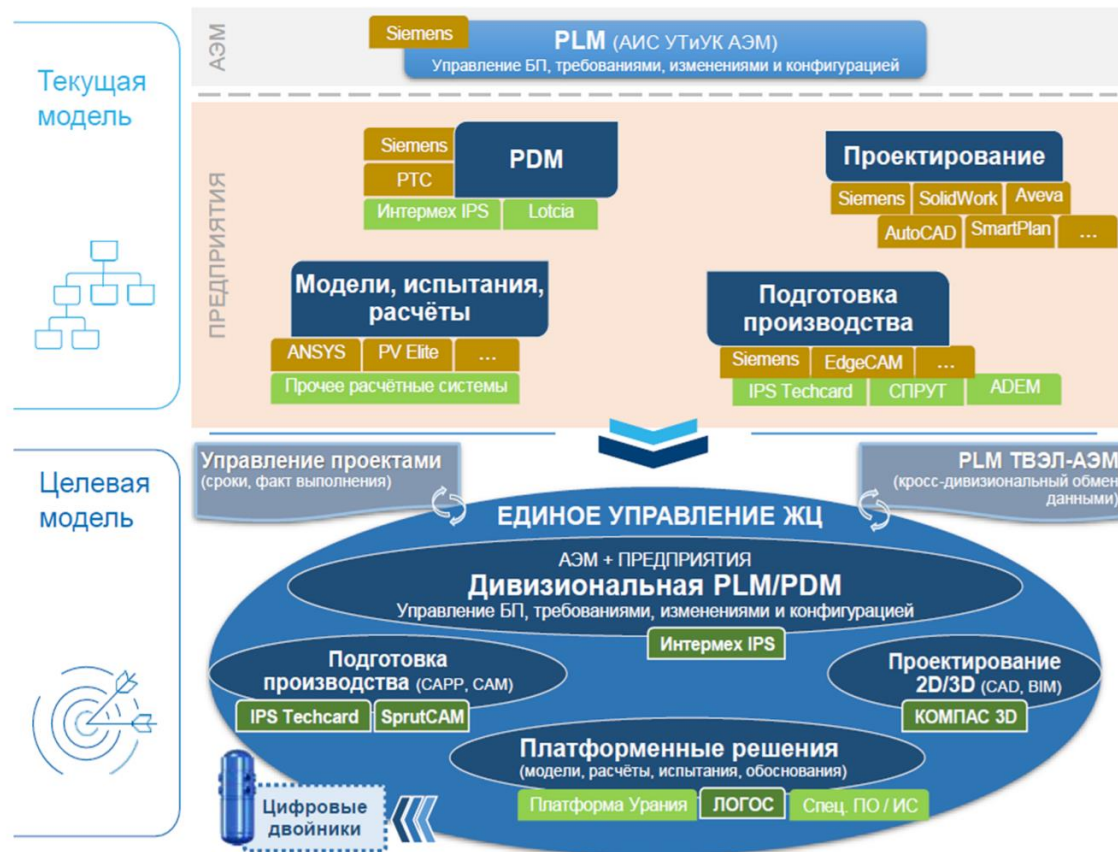 Текущая
модель
АЭМ
Siemens
PLM (АИС УТиУК АЭМ)
Управление БП, требованиями, изменениями и конфигурацией
ПРЕДПРИЯТИЯ
Siemens
PTC
PDM
Интермех IPS
Lotcia
Проектирование
Siemens
SolidWork
Aveva
AutoCAD
SmartPlan
...
Модели, испытания,
расчёты
ANSYS
PV Elite
...
Прочее расчётные системы
Подготовка
производства
Siemens
EdgeCAM
...
IPS Techcard
СПРУТ
ADEM
Целевая
модель
Управление проектами
(сроки, факт выполнения)
PLM ТВЭЛ-АЭМ
(кросс-дивизиональный обмен
данными)
ЕДИНОЕ УПРАВЛЕНИЕ ЖЦ
АЭМ + ПРЕДПРИЯТИЯ
Дивизиональная PLM/PDM
Управление БП, требованиями, изменениями и конфигурацией
Интермех IPS
Подготовка
производства (CAPP, CAM)
IPS Techcard
SprutCAM
Проектирование
2D/3D (CAD, BIM)
КОМПАС 3D
Платформенные решения
(модели, расчёты, испытания, обоснования)
Платформа Урания
ЛОГОС
Спец. ПО / ИС
Цифровые
двойники